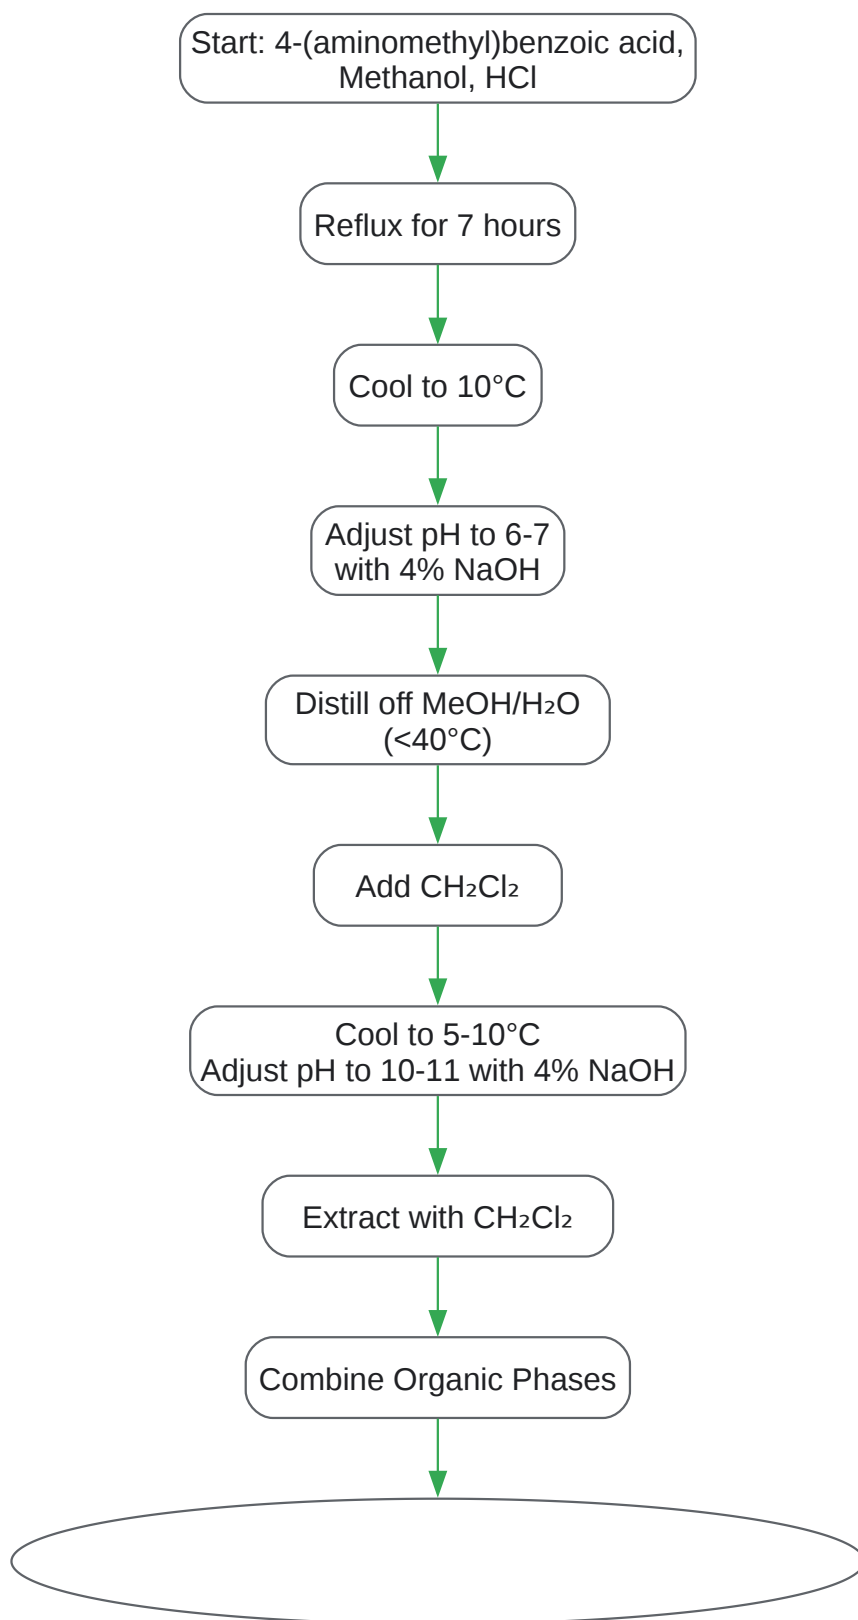 Start: 4-(aminomethyl)benzoic acid,
Methanol, HCl
Reflux for 7 hours
Cool to 10°C
Adjust pH to 6-7
with 4% NaOH
Distill off MeOH/H₂O
(<40°C)
Add CH₂Cl₂
Cool to 5-10°C
Adjust pH to 10-11 with 4% NaOH
Extract with CH₂Cl₂
Combine Organic Phases